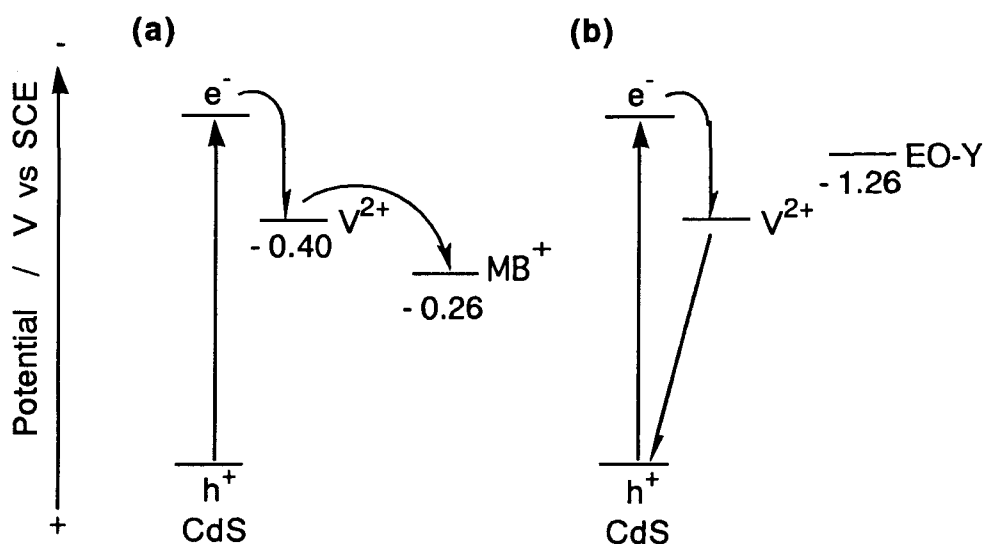 Potential / V vs SCE
-
+
(a)
e⁻
V²⁺
- 0.40
MB⁺
- 0.26
h⁺
CdS
(b)
e⁻
EO-Y
- 1.26
V²⁺
h⁺
CdS